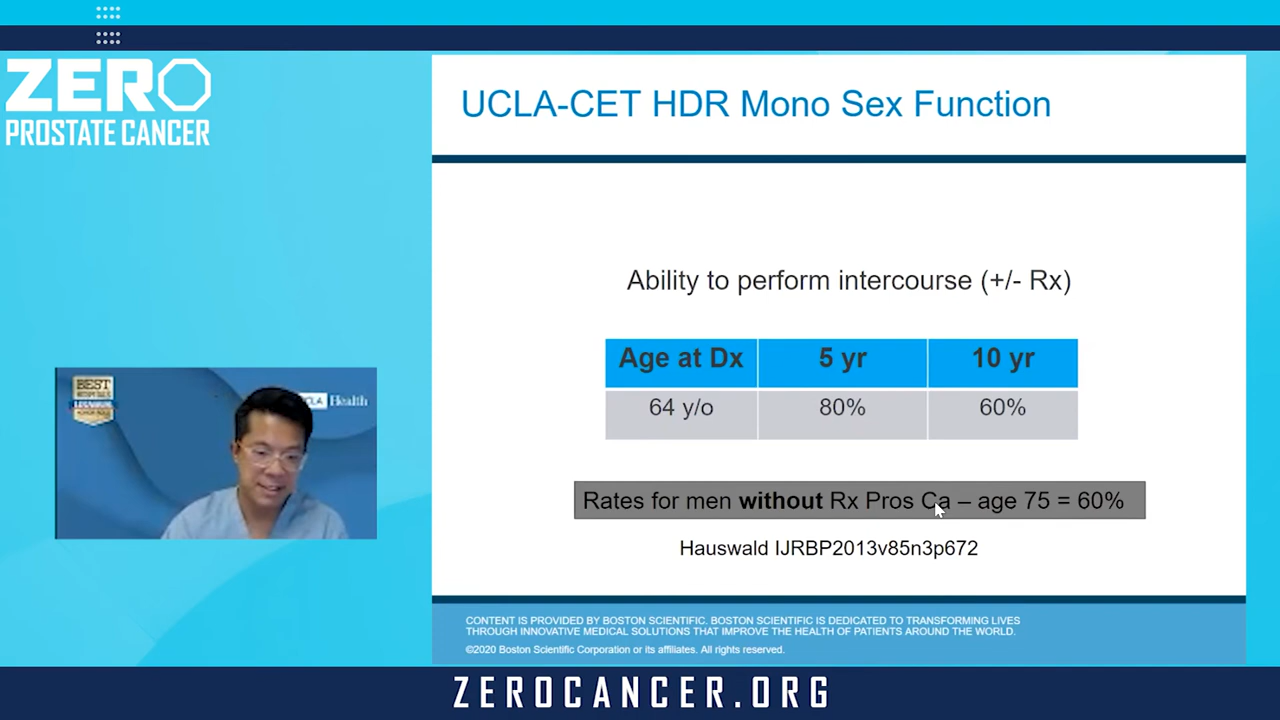 ZERO
PROSTATE CANCER
UCLA-CET HDR Mono Sex Function
Ability to perform intercourse (+/- Rx)
Age at Dx 5 yr 10 yr
64 y/o 80% 60%
Rates for men without Rx Pros Ca – age 75 = 60%
Hauswald IJRBP2013v85n3p672
BEST
HOSPITALS
Health
CONTENT IS PROVIDED BY BOSTON SCIENTIFIC. BOSTON SCIENTIFIC IS DEDICATED TO TRANSFORMING LIVES
THROUGH INNOVATIVE MEDICAL SOLUTIONS THAT IMPROVE THE HEALTH OF PATIENTS AROUND THE WORLD.
©2020 Boston Scientific Corporation or its affiliates. All rights reserved.
ZEROCANCER.ORG